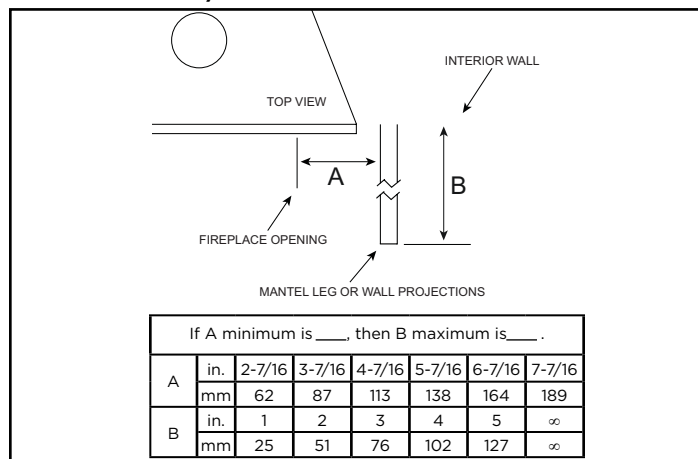 INTERIOR WALL
TOP VIEW
A
B
FIREPLACE OPENING
MANTEL LEG OR WALL PROJECTIONS
If A minimum is ____, then B maximum is____ .
A in. 2-7/16 3-7/16 4-7/16 5-7/16 6-7/16 7-7/16
mm 62 87 113 138 164 189
B in. 1 2 3 4 5 ∞
mm 25 51 76 102 127 ∞